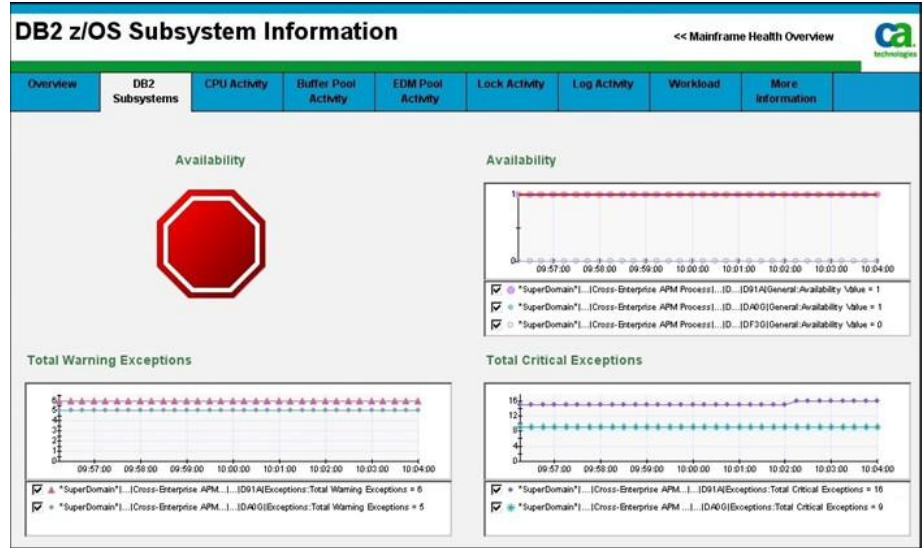 DB2 z/OS Subsystem Information
<< Mainframe Health Overview
ca
technologies
Overview
DB2
Subsystems
CPU Activity
Buffer Pool
Activity
EDM Pool
Activity
Lock Activity
Log Activity
Workload
More
Information
Availability
Availability
1
0
09:57:00 09:58:00 09:59:00 10:00:00 10:01:00 10:02:00 10:03:00 10:04:00
*SuperDomain*|...|Cross-Enterprise APM Process|...|D...|D91A|General:Availability Value = 1
*SuperDomain*|...|Cross-Enterprise APM Process|...|D...|DA0G|General:Availability Value = 1
*SuperDomain*|...|Cross-Enterprise APM Process|...|D...|DF3G|General:Availability Value = 0
Total Warning Exceptions
6
5
4
3
2
1
0
09:57:00 09:58:00 09:59:00 10:00:00 10:01:00 10:02:00 10:03:00 10:04:00
*SuperDomain*|...|Cross-Enterprise APM...|...|D91A|Exceptions:Total Warning Exceptions = 6
*SuperDomain*|...|Cross-Enterprise APM...|...|DA0G|Exceptions:Total Warning Exceptions = 5
Total Critical Exceptions
16
12
8
4
0
09:57:00 09:58:00 09:59:00 10:00:00 10:01:00 10:02:00 10:03:00 10:04:00
*SuperDomain*|...|Cross-Enterprise APM...|...|D91A|Exceptions:Total Critical Exceptions = 16
*SuperDomain*|...|Cross-Enterprise APM ...|...|DA0G|Exceptions:Total Critical Exceptions = 9